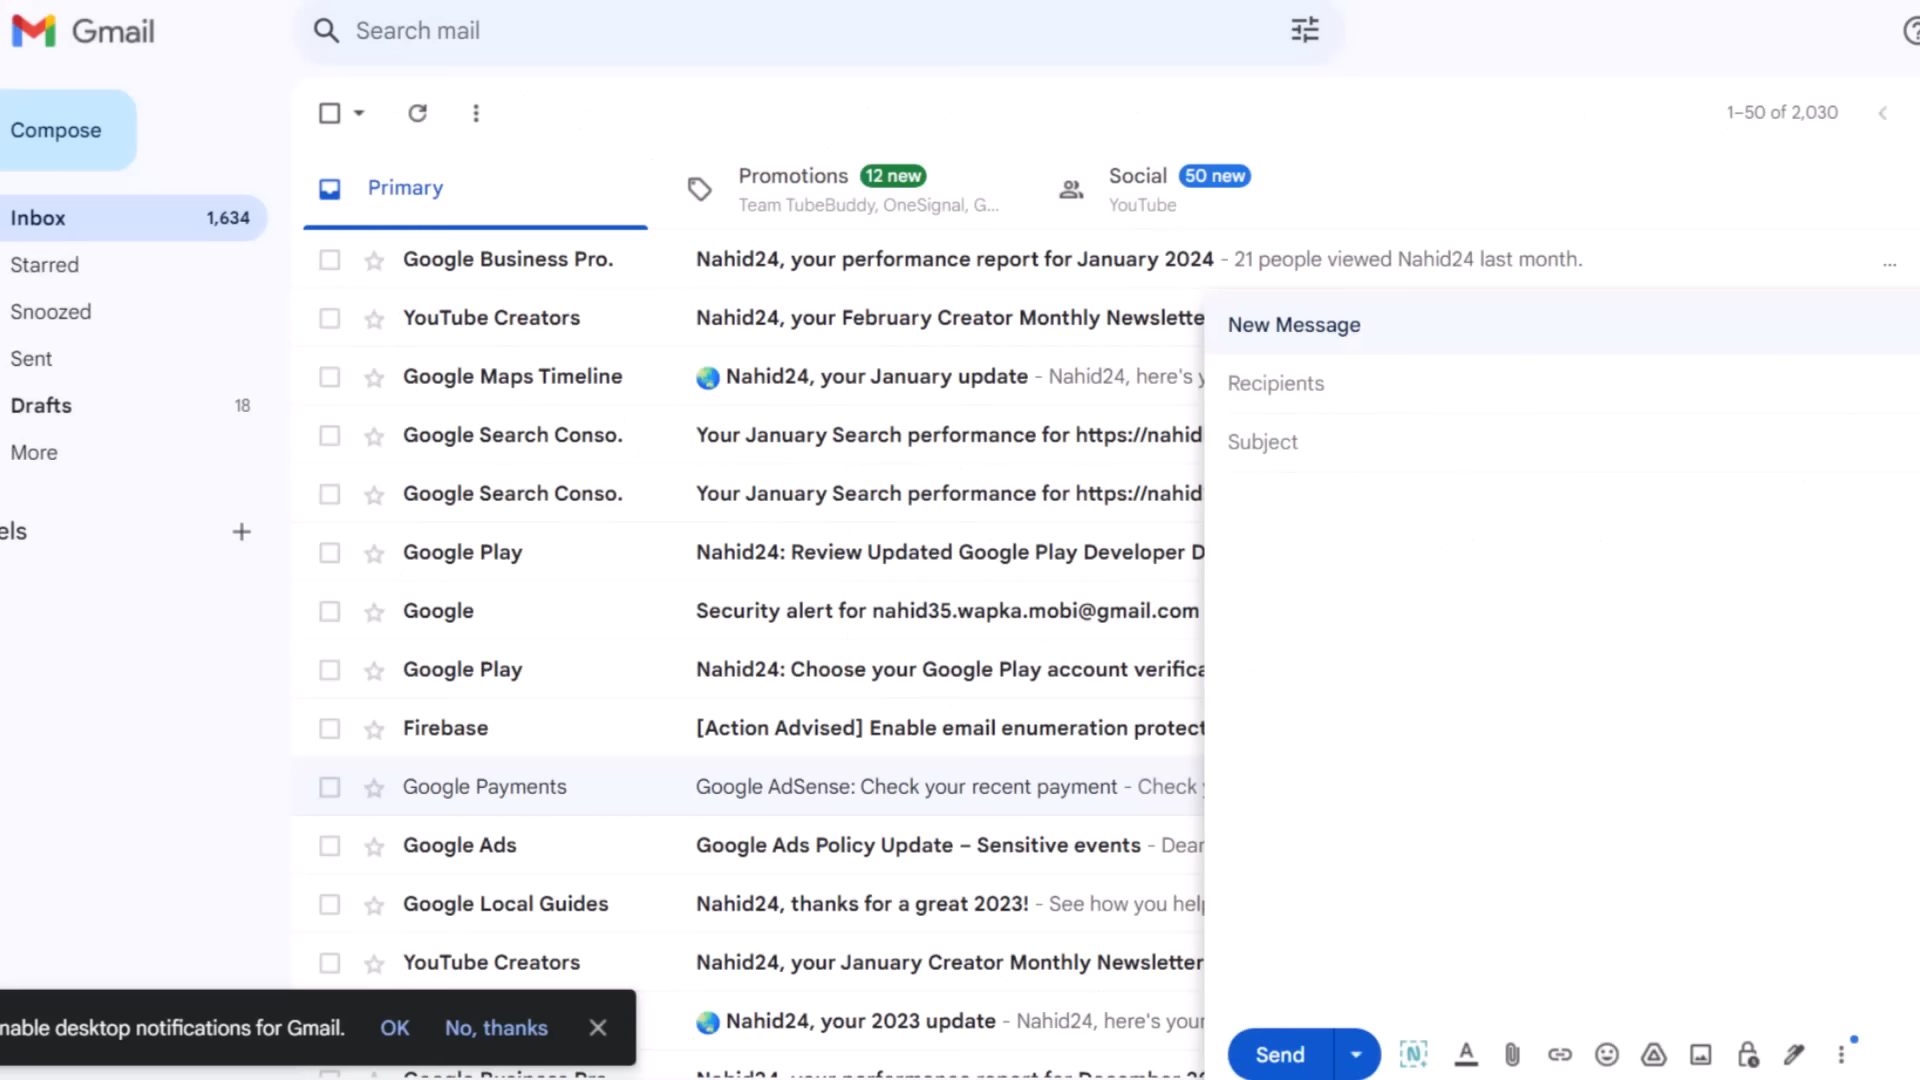 Gmail
Search mail
Compose
1–50 of 2,030
Primary
Promotions 12 new
Team TubeBuddy, OneSignal, G...
Social 50 new
YouTube
Inbox 1,634
Starred
Snoozed
Sent
Drafts 18
More
els
Google Business Pro. Nahid24, your performance report for January 2024 - 21 people viewed Nahid24 last month. ...
YouTube Creators Nahid24, your February Creator Monthly Newslette
Google Maps Timeline 🌏 Nahid24, your January update - Nahid24, here's y
Google Search Conso. Your January Search performance for https://nahid
Google Search Conso. Your January Search performance for https://nahid
Google Play Nahid24: Review Updated Google Play Developer D
Google Security alert for nahid35.wapka.mobi@gmail.com
Google Play Nahid24: Choose your Google Play account verifica
Firebase [Action Advised] Enable email enumeration protect
Google Payments Google AdSense: Check your recent payment - Check
Google Ads Google Ads Policy Update – Sensitive events - Dear
Google Local Guides Nahid24, thanks for a great 2023! - See how you help
YouTube Creators Nahid24, your January Creator Monthly Newsletter
🌏 Nahid24, your 2023 update - Nahid24, here's your
New Message
Recipients
Subject
Send
nable desktop notifications for Gmail. OK No, thanks